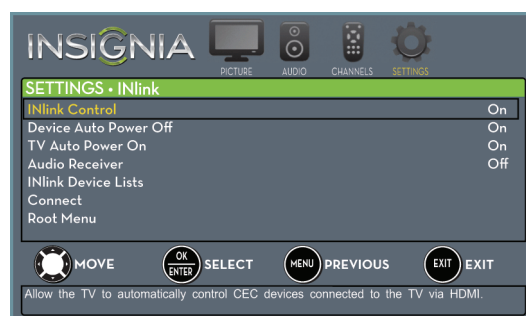 INSIGNIA
PICTURE AUDIO CHANNELS SETTINGS
SETTINGS • INlink
INlink Control On
Device Auto Power Off On
TV Auto Power On On
Audio Receiver Off
INlink Device Lists
Connect
Root Menu
MOVE OK ENTER SELECT MENU PREVIOUS EXIT EXIT
Allow the TV to automatically control CEC devices connected to the TV via HDMI.